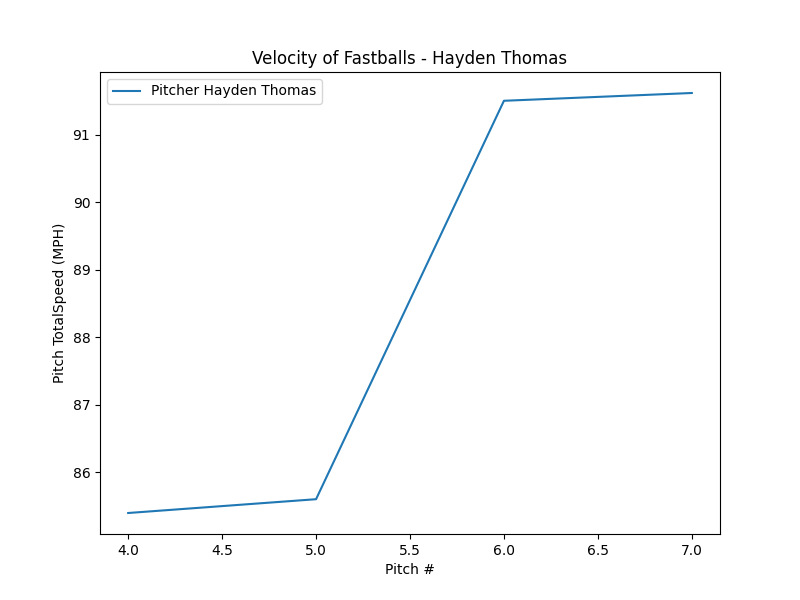 Velocity of Fastballs - Hayden Thomas
Pitcher Hayden Thomas
91
90
89
88
87
86
Pitch TotalSpeed (MPH)
4.0 4.5 5.0 5.5 6.0 6.5 7.0
Pitch #